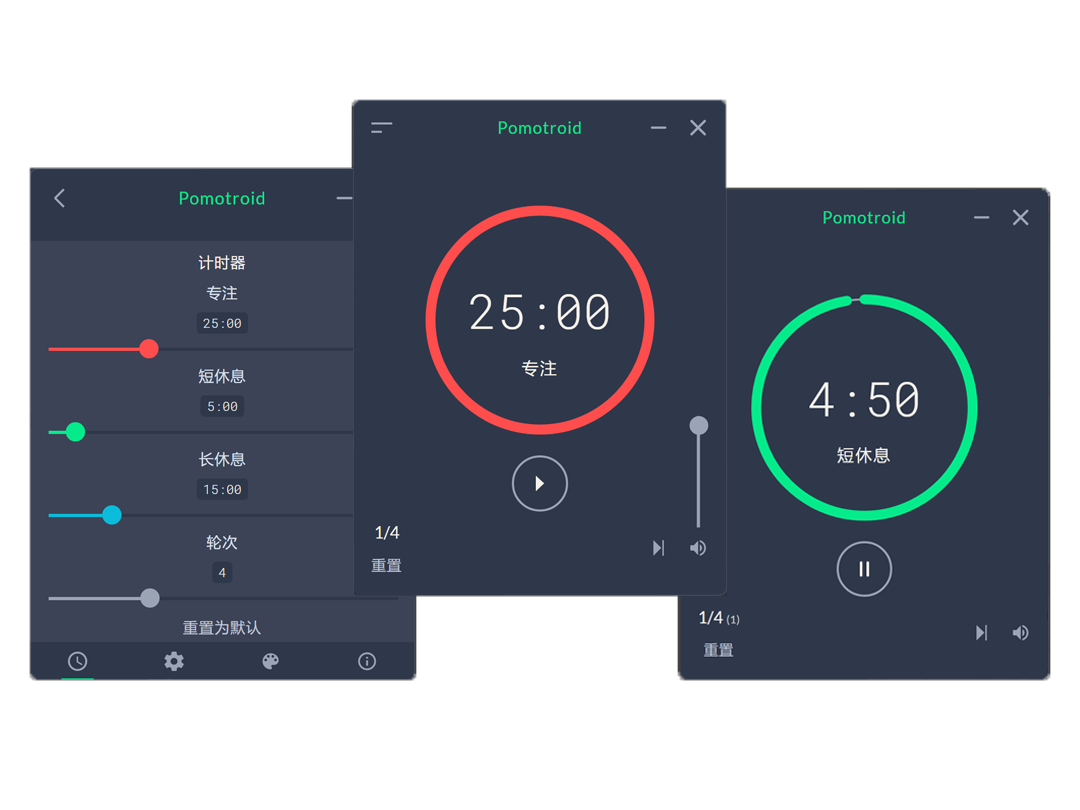 Pomotroid
计时器
专注
25:00
短休息
5:00
长休息
15:00
轮次
4
重置为默认
Pomotroid
25:00
专注
1/4
重置
Pomotroid
4:50
短休息
1/4 (1)
重置